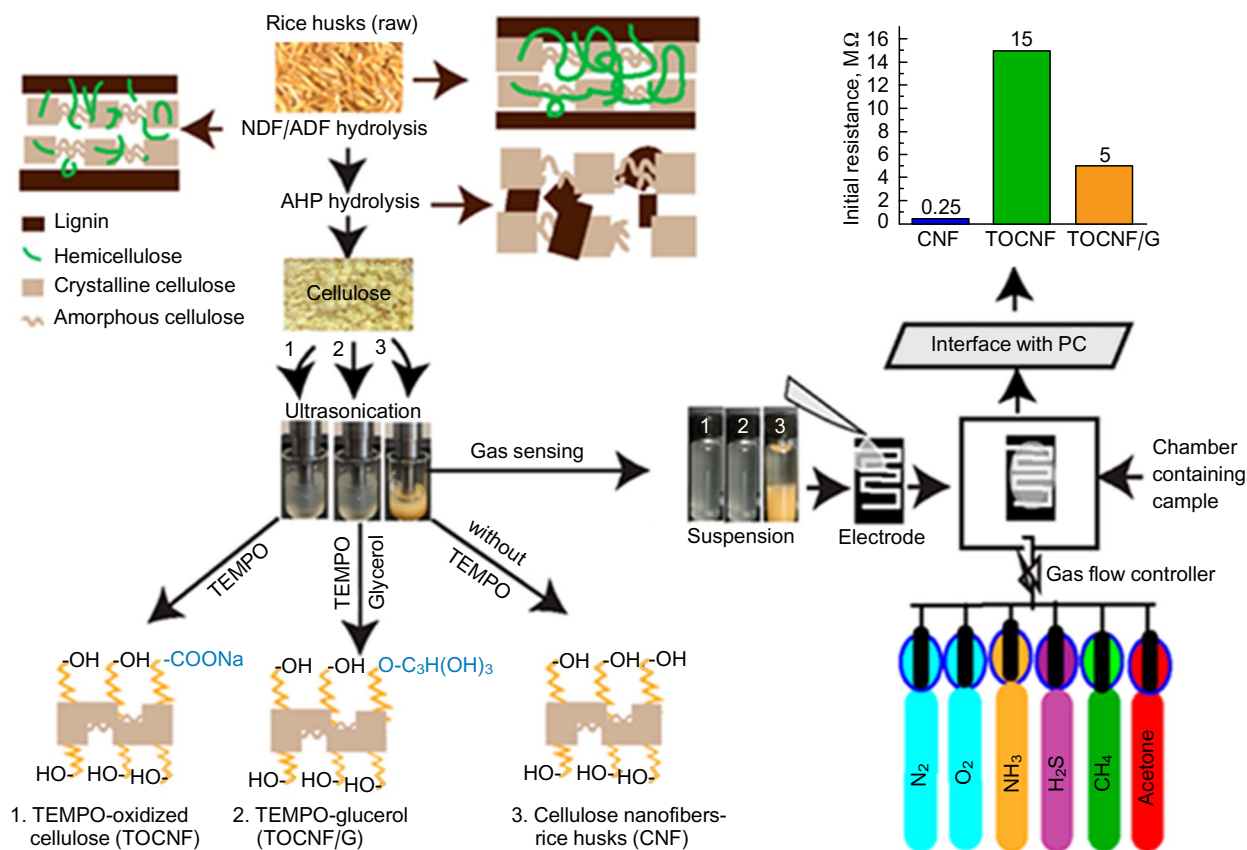 Rice husks (raw)
NDF/ADF hydrolysis
AHP hydrolysis
Lignin
Hemicellulose
Crystalline cellulose
Amorphous cellulose
Cellulose
1 2 3
Ultrasonication
Gas sensing
TEMPO
TEMPO
Glycerol
without
TEMPO
-OH -OH -COONa
HO- HO- HO-
1. TEMPO-oxidized
cellulose (TOCNF)
-OH -OH O-C₃H(OH)₃
HO- HO- HO-
2. TEMPO-glucerol
(TOCNF/G)
-OH -OH -OH
HO- HO- HO-
3. Cellulose nanofibers-
rice husks (CNF)
Initial resistance, MΩ
16
14
12
10
8
6
4
2
0
0.25
15
5
CNF TOCNF TOCNF/G
Interface with PC
1 2 3
Suspension
Electrode
Chamber
containing
cample
Gas flow controller
N₂
O₂
NH₃
H₂S
CH₄
Acetone